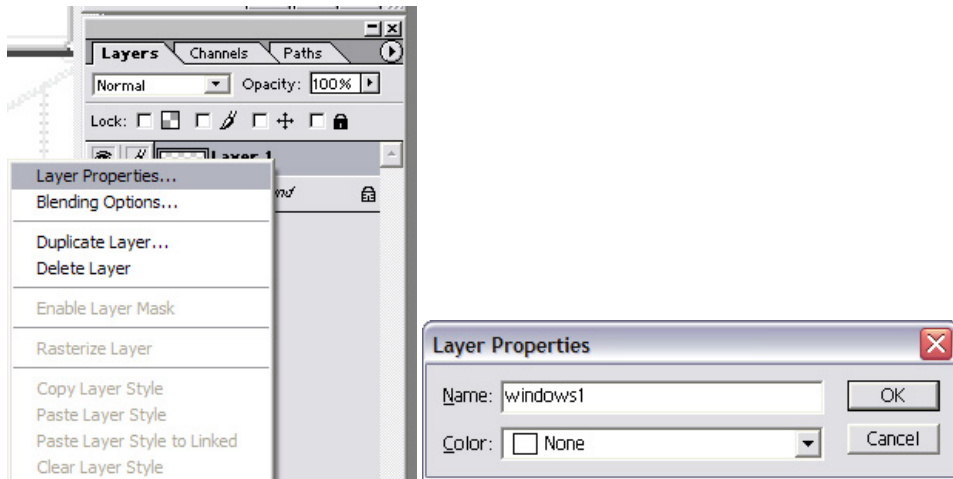 Layers Channels Paths
Normal Opacity: 100%
Lock:
Layer 1
Layer Properties...
Blending Options...
Duplicate Layer...
Delete Layer
Enable Layer Mask
Rasterize Layer
Copy Layer Style
Paste Layer Style
Paste Layer Style to Linked
Clear Layer Style
Layer Properties
Name: windows1 OK
Color: None Cancel